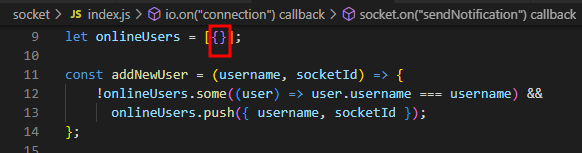 socket > JS index.js > io.on("connection") callback > socket.on("sendNotification") callback
9 let onlineUsers = [{}];
10
11 const addNewUser = (username, socketId) => {
12 !onlineUsers.some((user) => user.username === username) &&
13 onlineUsers.push({ username, socketId });
14 };